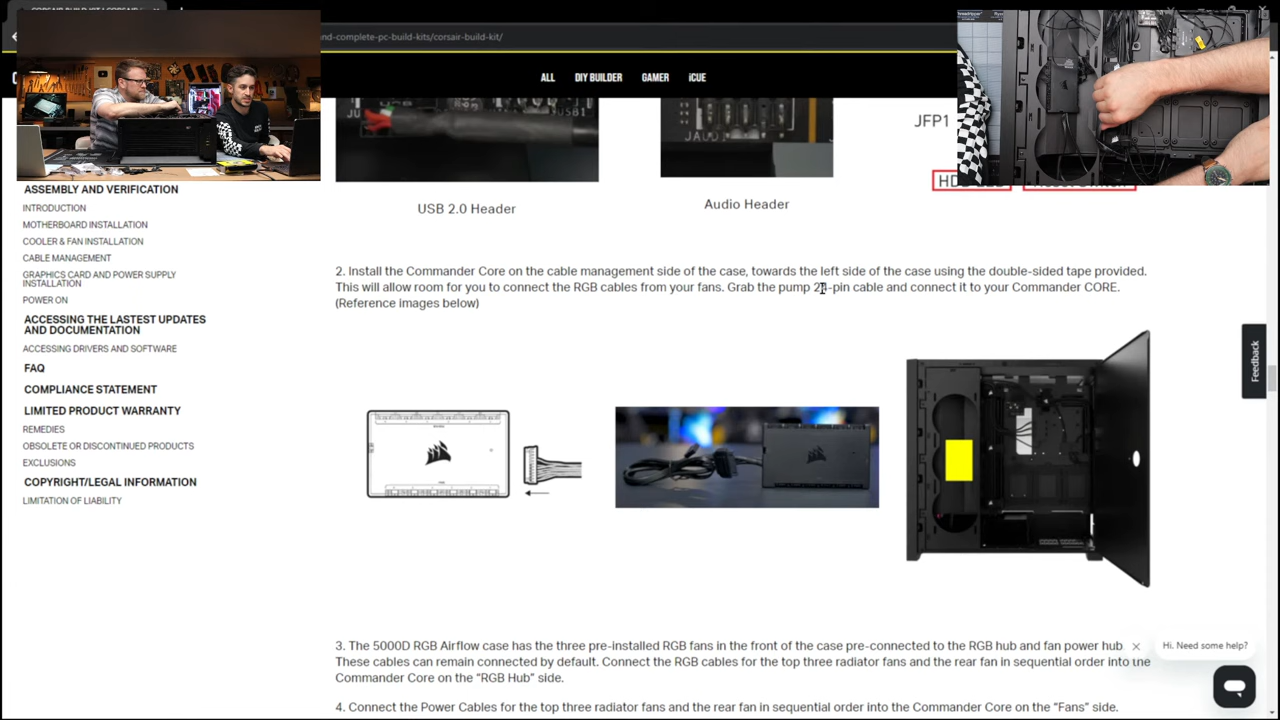 and-complete-pc-build-kits/corsair-build-kit/
ALL DIY BUILDER GAMER iCUE
USB1
JAUD
JFP1
USB 2.0 Header
Audio Header
ASSEMBLY AND VERIFICATION
INTRODUCTION
MOTHERBOARD INSTALLATION
COOLER & FAN INSTALLATION
CABLE MANAGEMENT
GRAPHICS CARD AND POWER SUPPLY
INSTALLATION
POWER ON
ACCESSING THE LASTEST UPDATES
AND DOCUMENTATION
ACCESSING DRIVERS AND SOFTWARE
FAQ
COMPLIANCE STATEMENT
LIMITED PRODUCT WARRANTY
REMEDIES
OBSOLETE OR DISCONTINUED PRODUCTS
EXCLUSIONS
COPYRIGHT/LEGAL INFORMATION
LIMITATION OF LIABILITY
2. Install the Commander Core on the cable management side of the case, towards the left side of the case using the double-sided tape provided.
This will allow room for you to connect the RGB cables from your fans. Grab the pump 24-pin cable and connect it to your Commander CORE.
(Reference images below)
Feedback
3. The 5000D RGB Airflow case has the three pre-installed RGB fans in the front of the case pre-connected to the RGB hub and fan power hub
These cables can remain connected by default. Connect the RGB cables for the top three radiator fans and the rear fan in sequential order into the
Commander Core on the “RGB Hub” side.
4. Connect the Power Cables for the top three radiator fans and the rear fan in sequential order into the Commander Core on the “Fans” side.
Hi. Need some help?